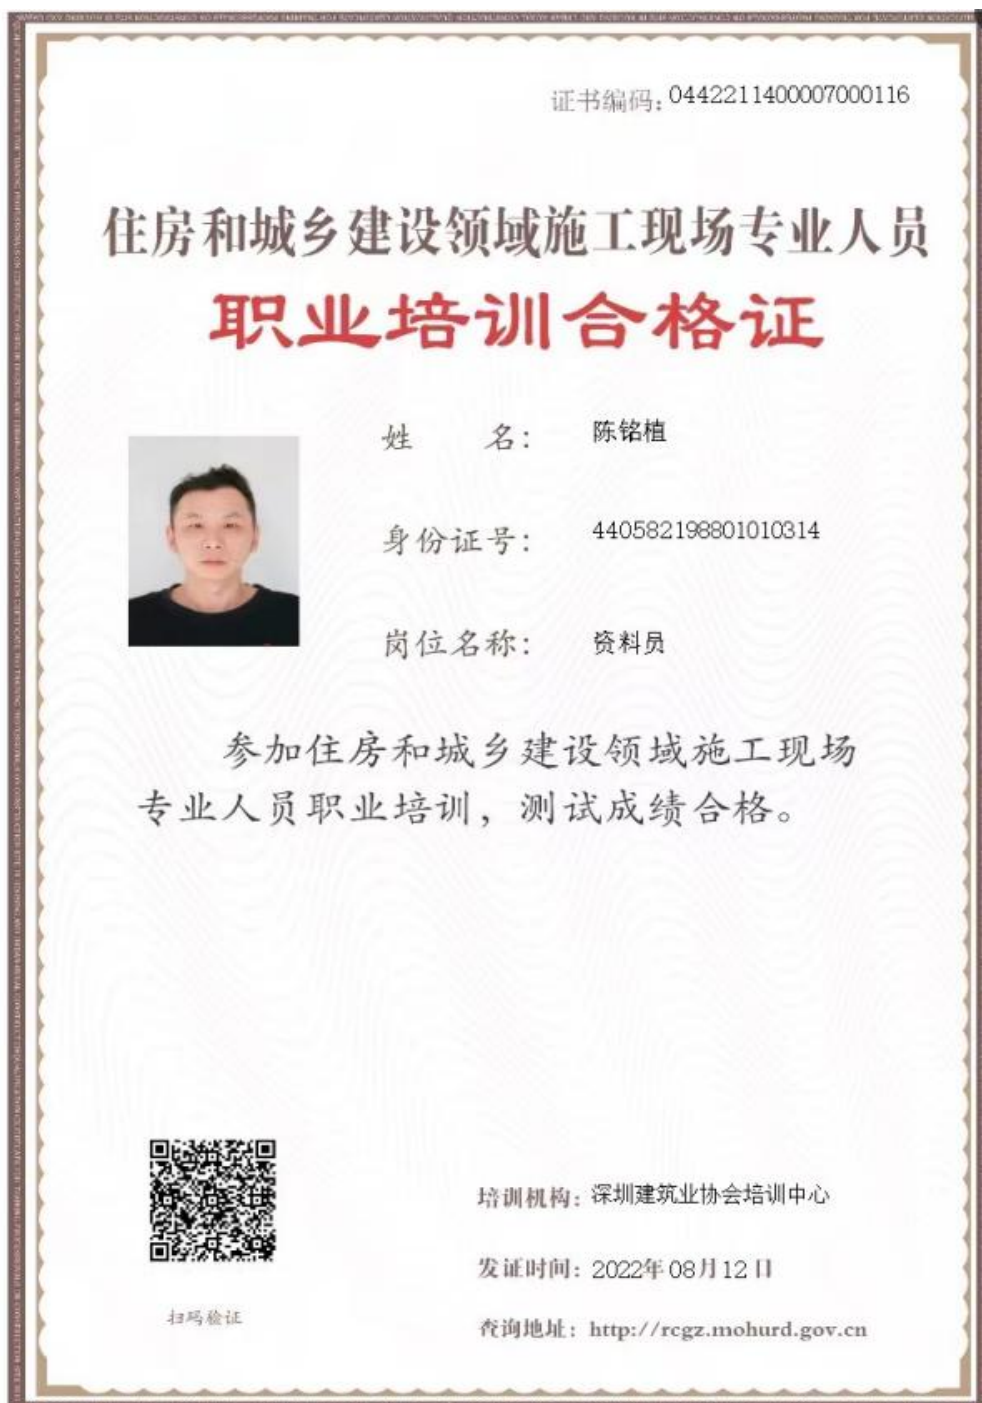 证书编码: 0442211400007000116
住房和城乡建设领域施工现场专业人员
职业培训合格证
姓 名: 陈铭植
身份证号: 440582198801010314
岗位名称: 资料员
参加住房和城乡建设领域施工现场
专业人员职业培训，测试成绩合格。
培训机构: 深圳建筑业协会培训中心
发证时间: 2022年08月12日
扫码验证
查询地址: http://rcgz.mohurd.gov.cn